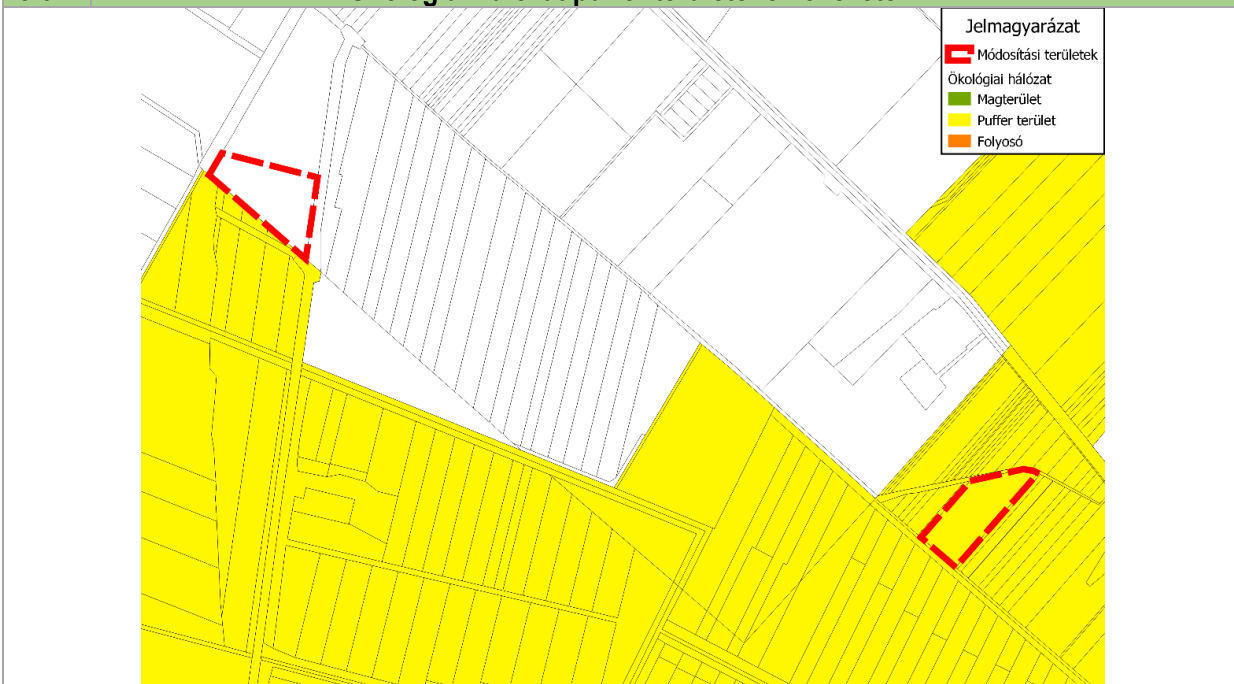 Jelmagyarázat
Módosítási területek
Ökológiai hálózat
Magterület
Puffer terület
Folyosó